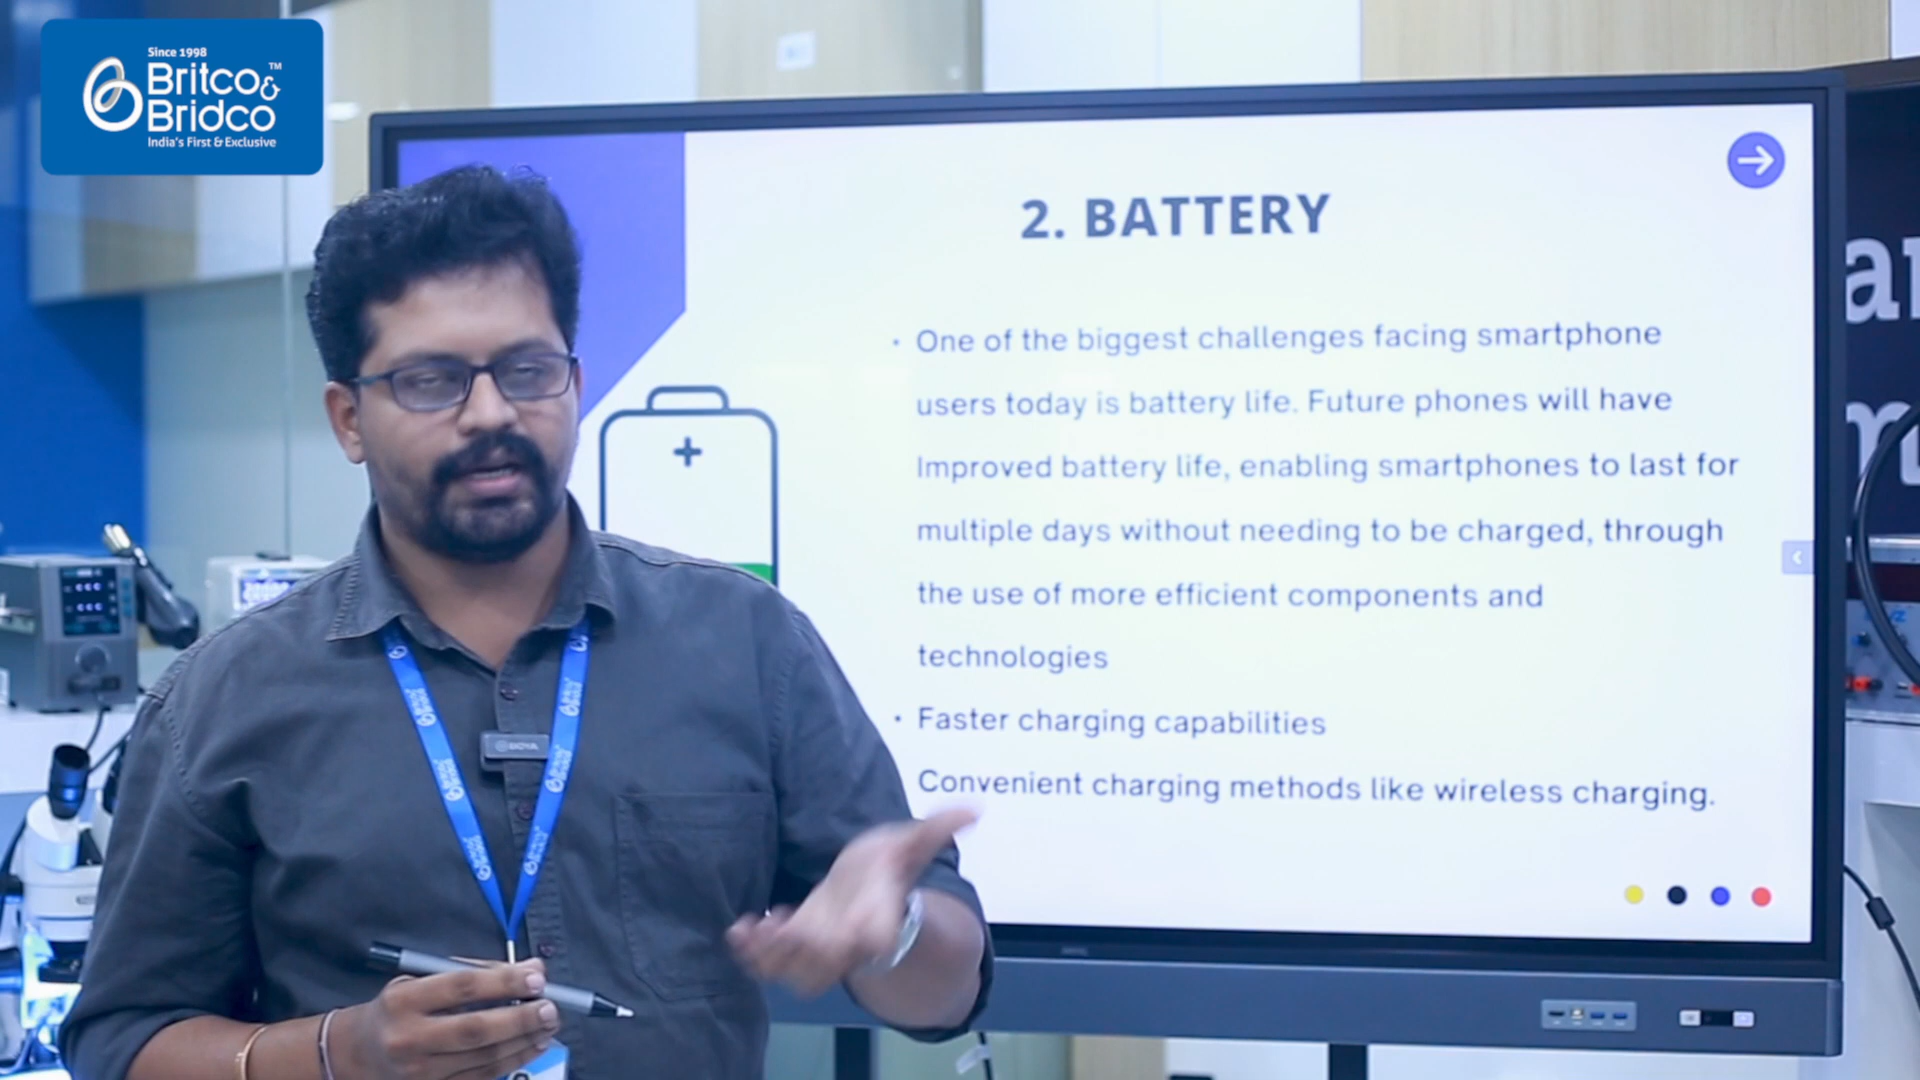 Since 1998
Britco &
Bridco TM
India's First & Exclusive
2. BATTERY
• One of the biggest challenges facing smartphone
users today is battery life. Future phones will have
Improved battery life, enabling smartphones to last for
multiple days without needing to be charged, through
the use of more efficient components and
technologies
• Faster charging capabilities
Convenient charging methods like wireless charging.
BOYA